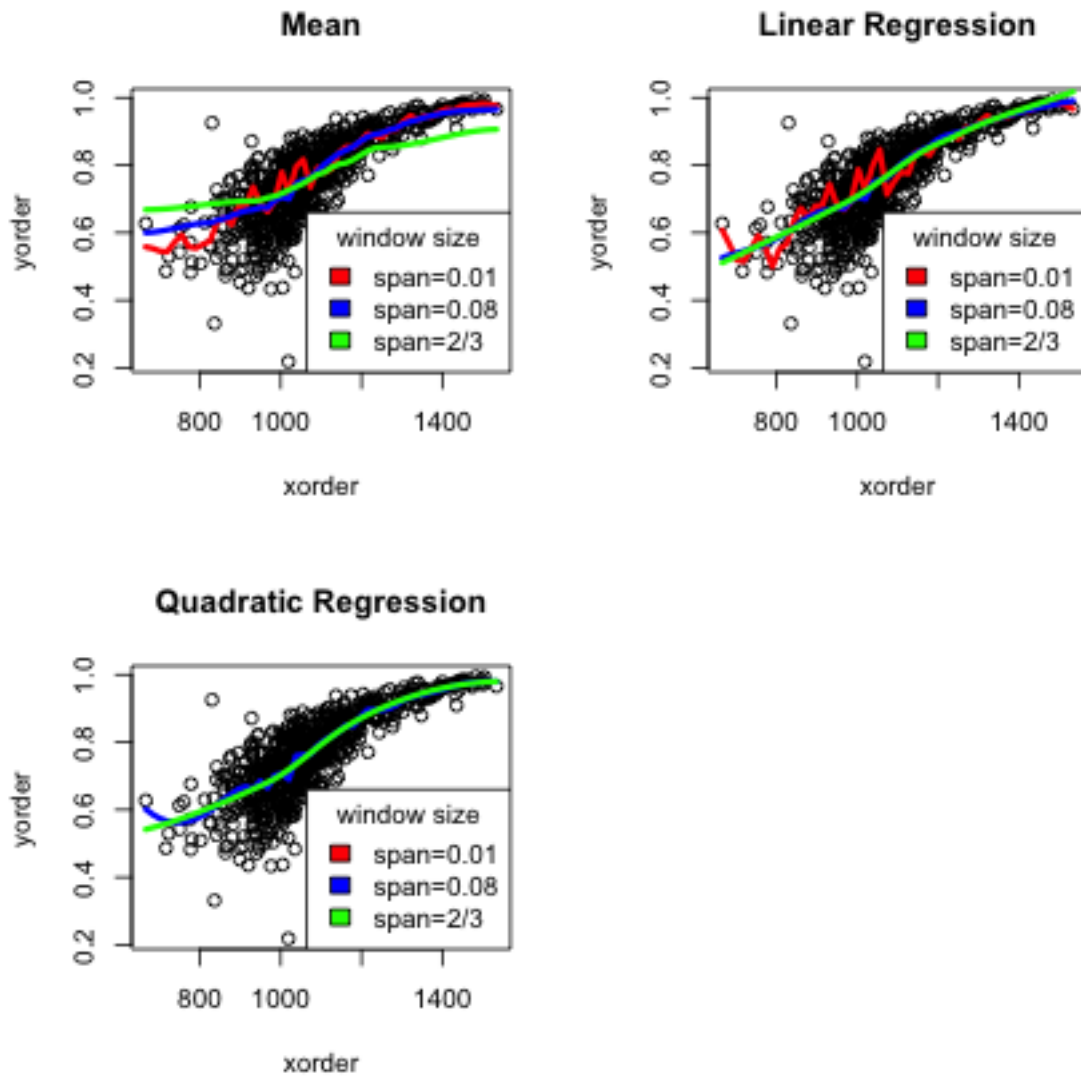 Mean
yorder
1.0
0.8
0.6
0.4
0.2
window size
span=0.01
span=0.08
span=2/3
800 1000 1400
xorder
Linear Regression
yorder
1.0
0.8
0.6
0.4
0.2
window size
span=0.01
span=0.08
span=2/3
800 1000 1400
xorder
Quadratic Regression
yorder
1.0
0.8
0.6
0.4
0.2
window size
span=0.01
span=0.08
span=2/3
800 1000 1400
xorder